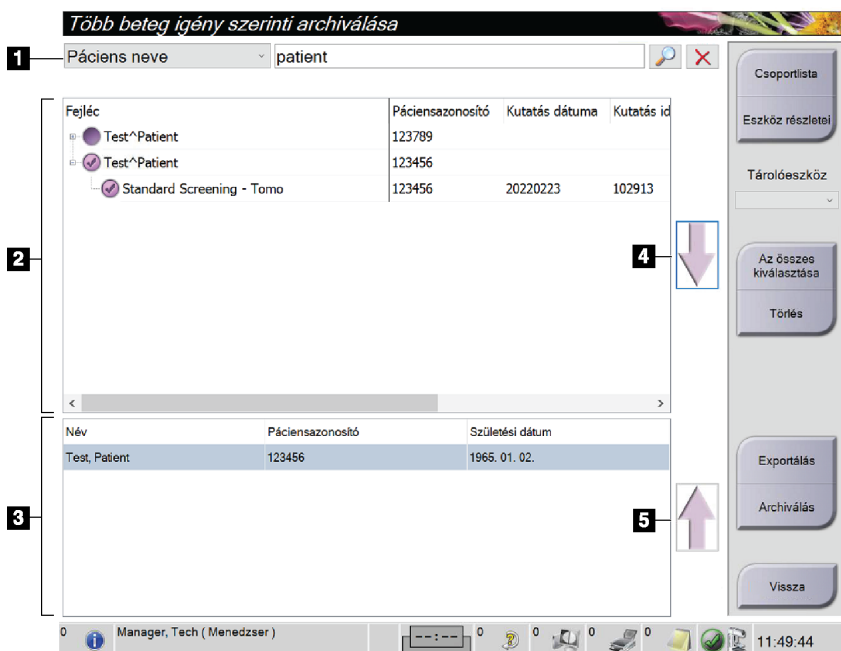 Több beteg igény szerinti archiválása
1
Páciens neve
patient
Csoportlista
Eszköz részletei
Tárolóeszköz
2
Fejléc Páciensazonosító Kutatás dátuma Kutatás id
Test^Patient 123789
Test^Patient 123456
Standard Screening - Tomo 123456 20220223 102913
4
Az összes
kiválasztása
Törlés
3
Név Páciensazonosító Születési dátum
Test, Patient 123456 1965. 01. 02.
5
Exportálás
Archiválás
Vissza
0 Manager, Tech ( Menedzser ) --:-- 0 0 0 0 11:49:44